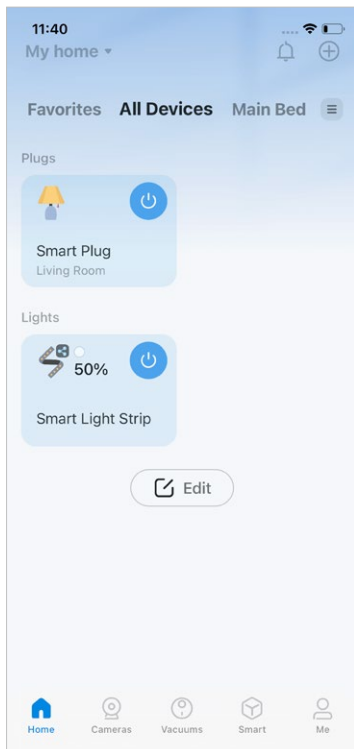 11:40
My home
Favorites All Devices Main Bed
Plugs
Smart Plug
Living Room
Lights
50%
Smart Light Strip
Edit
Home Cameras Vacuums Smart Me